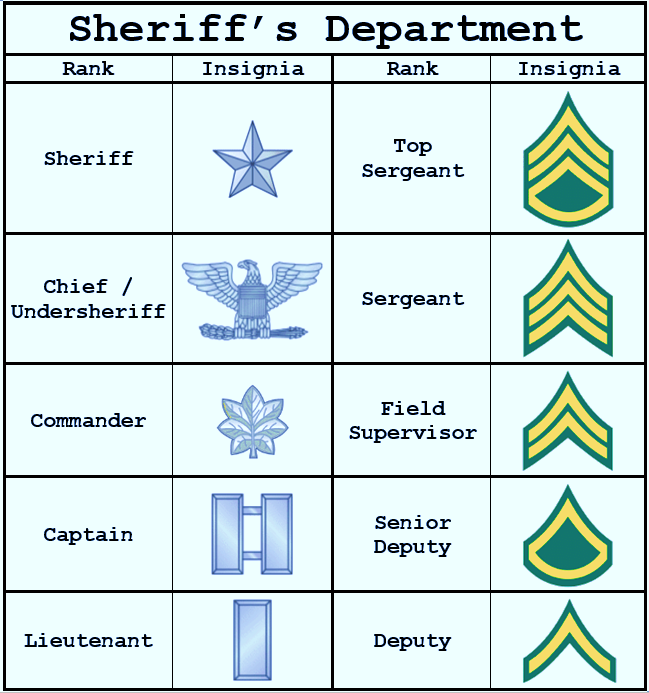 Sheriff's Department
Rank
Insignia
Rank
Insignia
Sheriff
Top
Sergeant
Chief /
Undersheriff
Sergeant
Commander
Field
Supervisor
Captain
Senior
Deputy
Lieutenant
Deputy